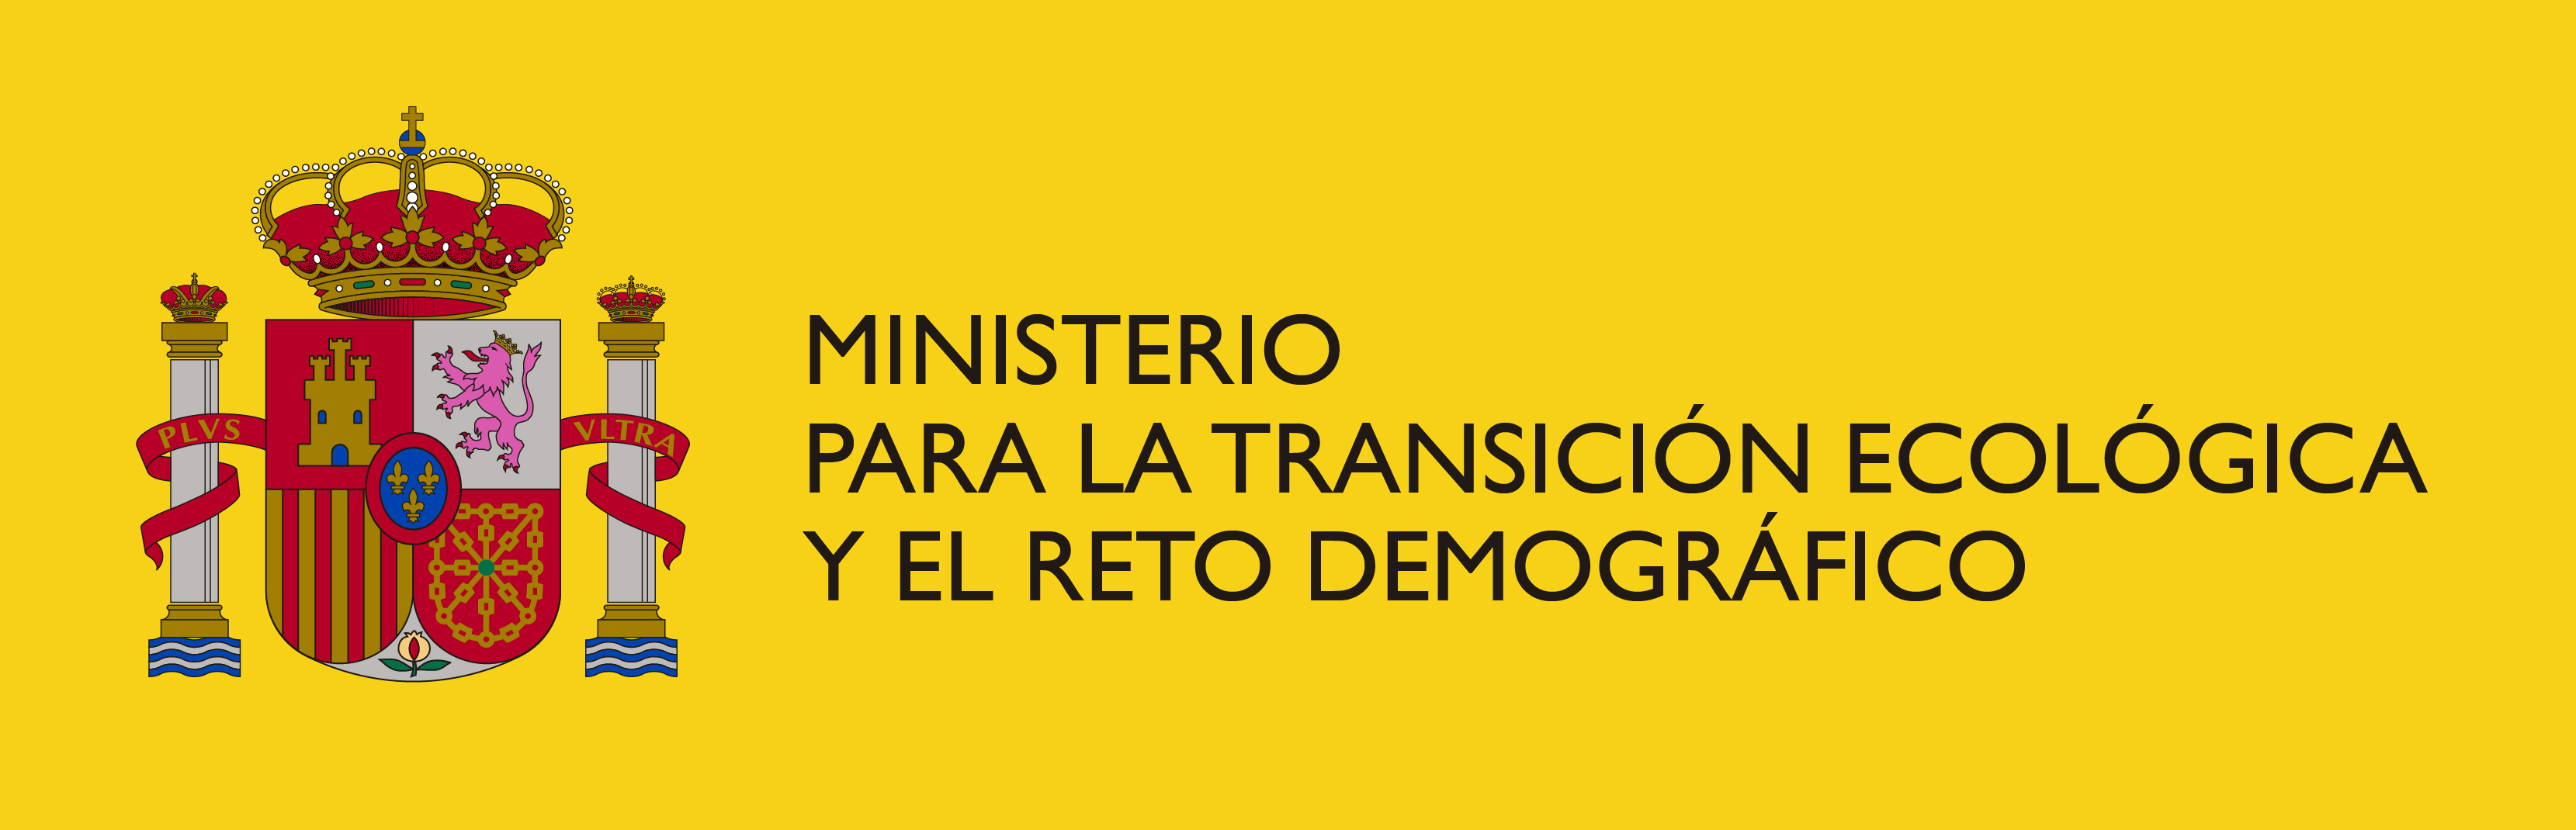 PLVS VLTRA
MINISTERIO
PARA LA TRANSICIÓN ECOLÓGICA
Y EL RETO DEMOGRÁFICO